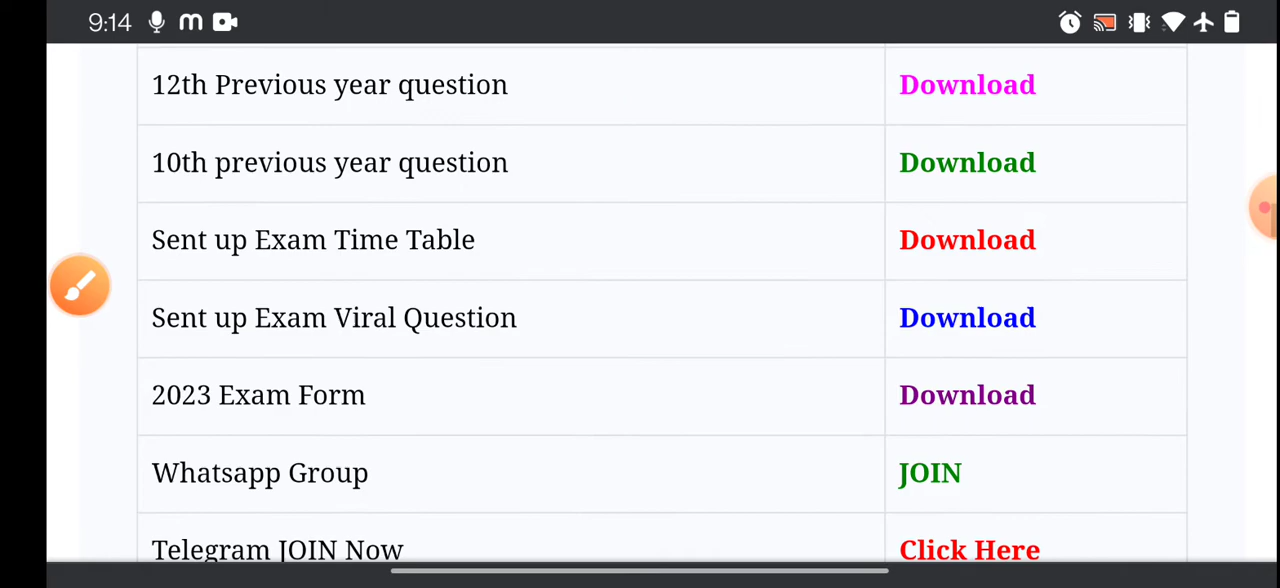 9:14
12th Previous year question Download
10th previous year question Download
Sent up Exam Time Table Download
Sent up Exam Viral Question Download
2023 Exam Form Download
Whatsapp Group JOIN
Telegram JOIN Now Click Here